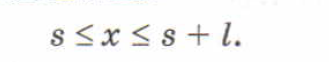 s ≤ x ≤ s + l.